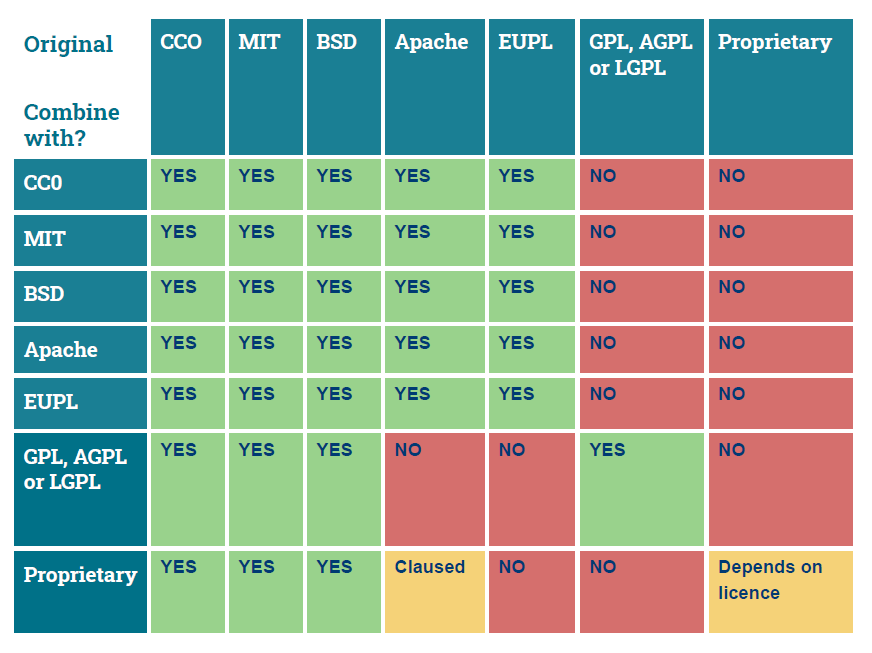 Original
Combine
with?
CCO
MIT
BSD
Apache
EUPL
GPL, AGPL
or LGPL
Proprietary
CC0
YES
YES
YES
YES
YES
NO
NO
MIT
YES
YES
YES
YES
YES
NO
NO
BSD
YES
YES
YES
YES
YES
NO
NO
Apache
YES
YES
YES
YES
YES
NO
NO
EUPL
YES
YES
YES
YES
YES
NO
NO
GPL, AGPL
or LGPL
YES
YES
YES
NO
NO
YES
NO
Proprietary
YES
YES
YES
Claused
NO
NO
Depends on
licence